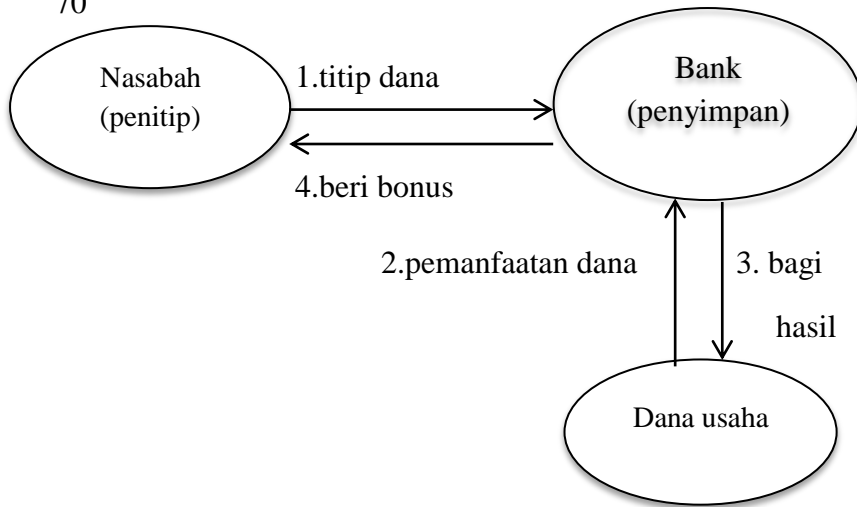 70
Nasabah
(penitip)
1.titip dana
Bank
(penyimpan)
4.beri bonus
2.pemanfaatan dana
3. bagi
hasil
Dana usaha